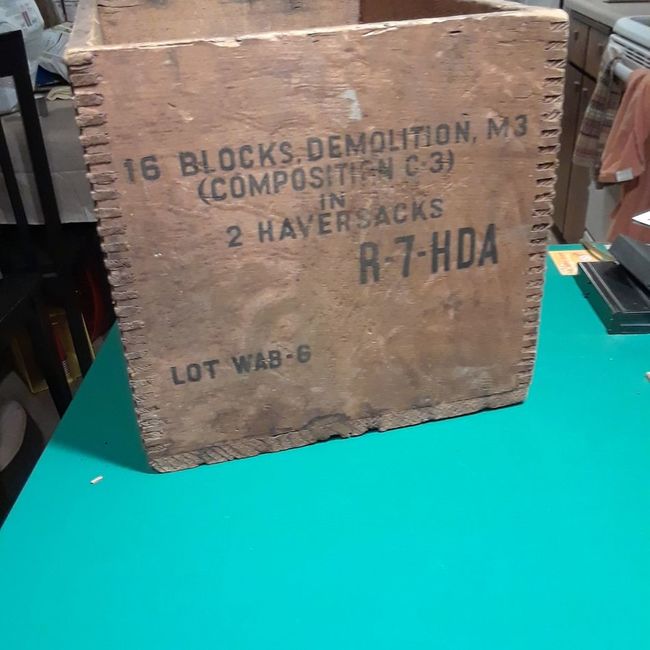 16 BLOCKS, DEMOLITION, M3
(COMPOSITION C-3)
IN
2 HAVERSACKS
R-7-HDA
LOT WAB-6